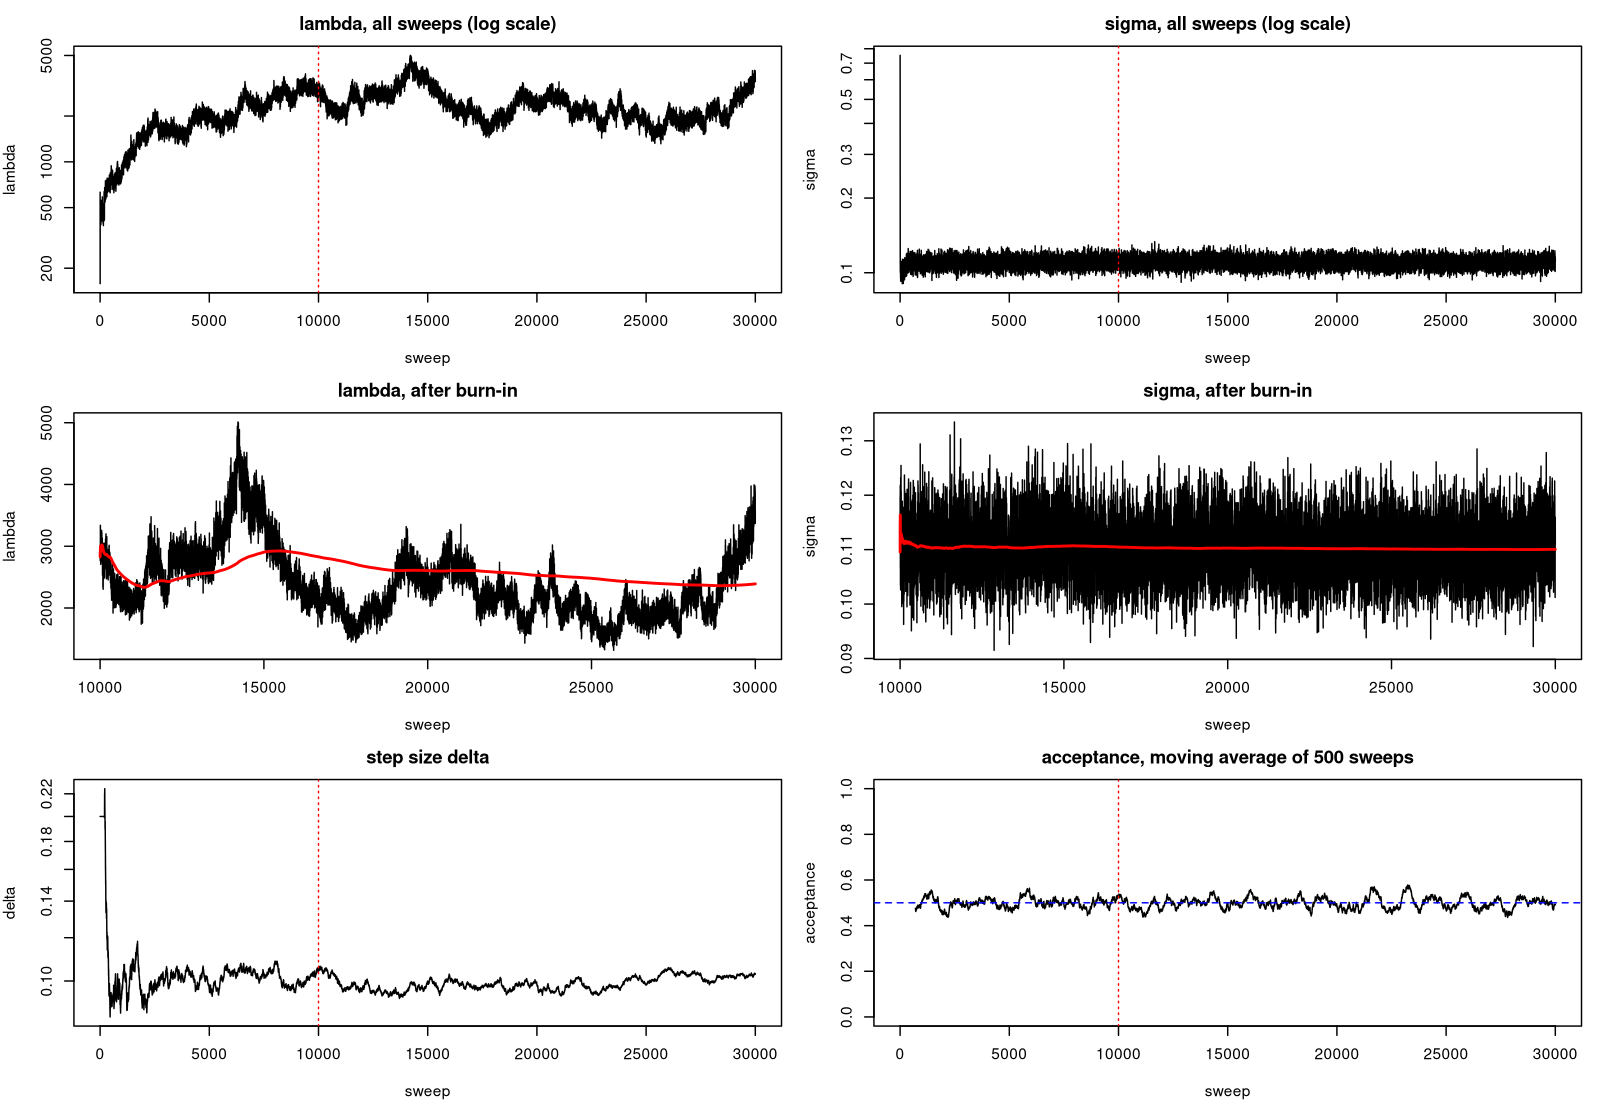 lambda, all sweeps (log scale)
lambda
5000
1000
500
200
0 5000 10000 15000 20000 25000 30000
sweep
sigma, all sweeps (log scale)
sigma
0.7
0.5
0.3
0.2
0.1
0 5000 10000 15000 20000 25000 30000
sweep
lambda, after burn-in
lambda
5000
4000
3000
2000
10000 15000 20000 25000 30000
sweep
sigma, after burn-in
sigma
0.13
0.12
0.11
0.10
0.09
10000 15000 20000 25000 30000
sweep
step size delta
delta
0.22
0.18
0.14
0.10
0 5000 10000 15000 20000 25000 30000
sweep
acceptance, moving average of 500 sweeps
acceptance
1.0
0.8
0.6
0.4
0.2
0.0
0 5000 10000 15000 20000 25000 30000
sweep